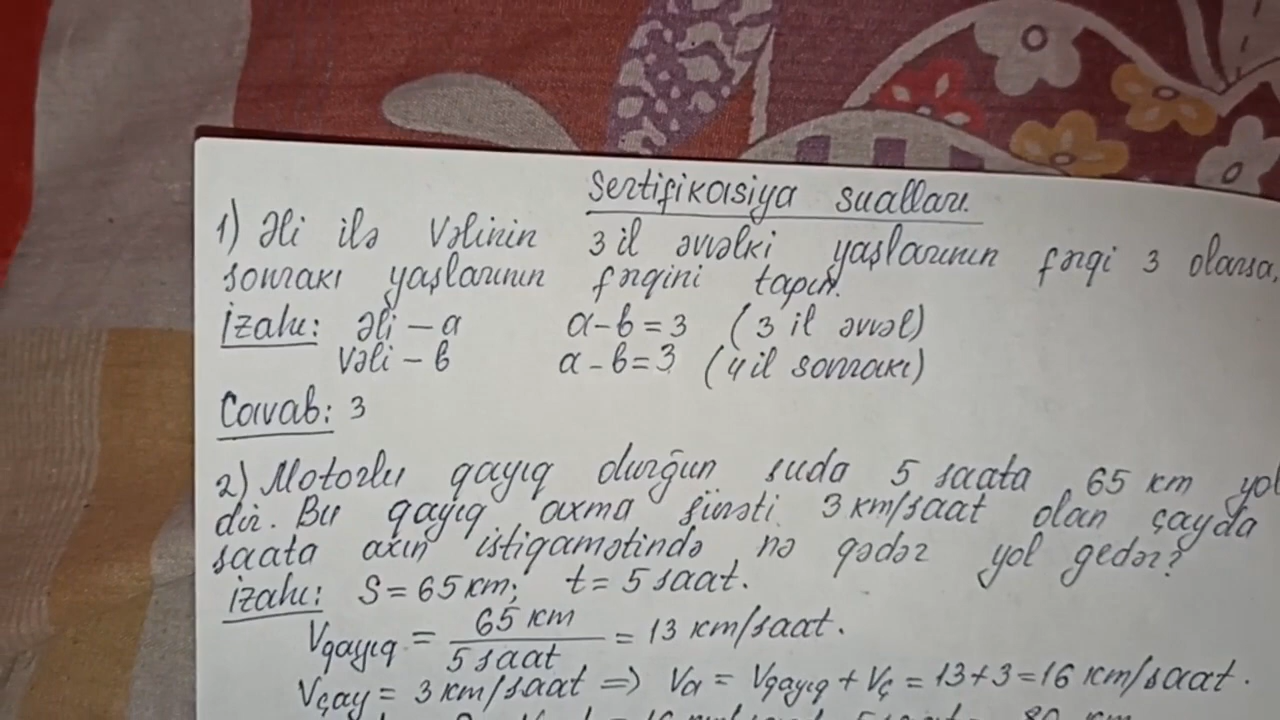 Sertifikasiya sualları.
1) Əli ilə Vəlinin 3 il əvvəlki yaşlarının fərqi 3 olarsa,
sonrakı yaşlarının fərqini tapın.
İzahı: Əli – a a-b=3 (3 il əvvəl)
Vəli – b a-b=3 (4 il sonrakı)
Cavab: 3
2) Motorlu qayıq durğun suda 5 saata 65 km yol
dir. Bu qayıq axma sürəti 3 km/saat olan çayda
saata axın istiqamətində nə qədər yol gedər?
izahı: S = 65 km; t = 5 saat.
Vqayıq = 65 km / 5 saat = 13 km/saat.
Vçay = 3 km/saat => Va = Vqayıq + Vç = 13+3=16 km/saat.